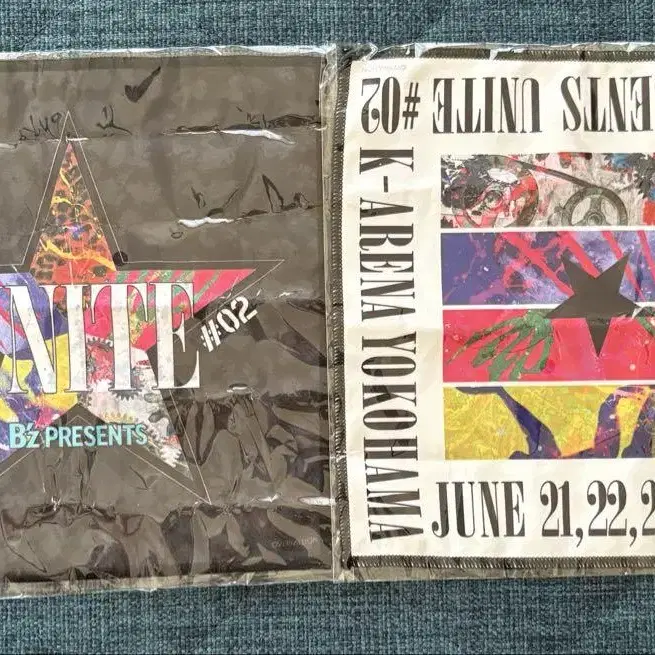 NITE
#02
B'z PRESENTS
ENTS UNITE #02
K-ARENA YOKOHAMA
JUNE 21,22,2